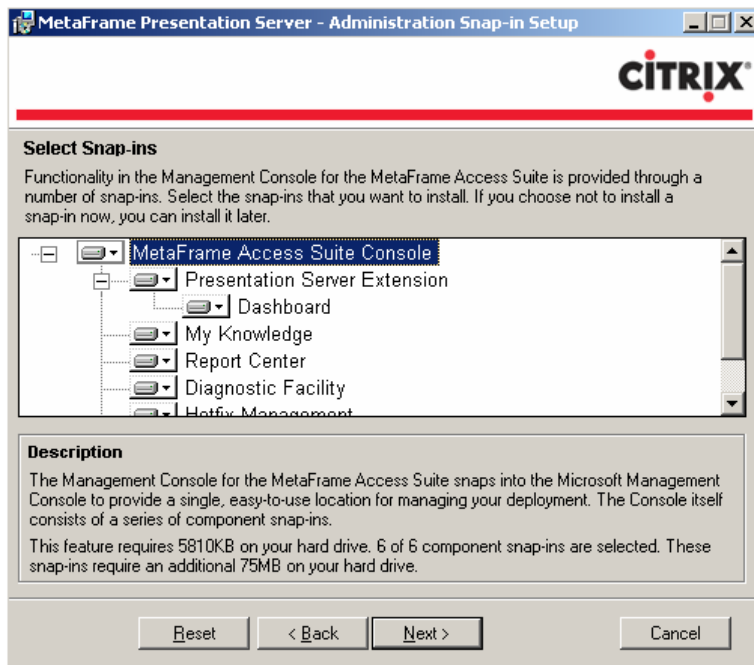 MetaFrame Presentation Server - Administration Snap-in Setup
CITRIX®
Select Snap-ins
Functionality in the Management Console for the MetaFrame Access Suite is provided through a
number of snap-ins. Select the snap-ins that you want to install. If you choose not to install a
snap-in now, you can install it later.
MetaFrame Access Suite Console
Presentation Server Extension
Dashboard
My Knowledge
Report Center
Diagnostic Facility
Hotfix Management
Description
The Management Console for the MetaFrame Access Suite snaps into the Microsoft Management
Console to provide a single, easy-to-use location for managing your deployment. The Console itself
consists of a series of component snap-ins.
This feature requires 5810KB on your hard drive. 6 of 6 component snap-ins are selected. These
snap-ins require an additional 75MB on your hard drive.
Reset
< Back
Next >
Cancel